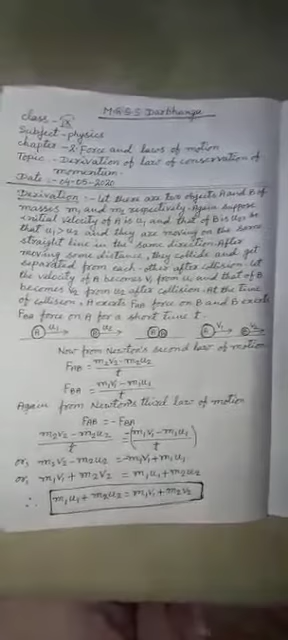 M.R.S.S Darbhanga
class - IX
Subject - physics
chapter - 2. Force and laws of motion
Topic - Derivation of law of conservation of
momentum.
Date - 04-05-2020
Derivation :- Let there are two objects A and B of
masses m1 and m2 respectively. Again suppose
initial velocity of A is u1 and that of B is u2 so
that u1 > u2 and they are moving on the same
straight line in the same direction. After
moving some distance, they collide and get
separated from each-other after collision. Let
the velocity of A becomes V1 from u1 and that of B
becomes V2 from u2 after collision. At the time
of collision, A exerts FAB force on B and B exerts
FBA force on A for a short time t.
A u1 B u2 A B A V1 B V2
Now from Newton's second law of motion
FAB = m2V2-m2u2/t
FBA = m1V1-m1u1/t
Again from Newton's third law of motion
FAB = -FBA
m2V2-m2u2/t = -(m1V1-m1u1/t)
or, m2V2-m2u2 = -m1V1+m1u1
or, m1V1+m2V2 = m1u1+m2u2
∴ m1u1+m2u2 = m1V1+m2V2